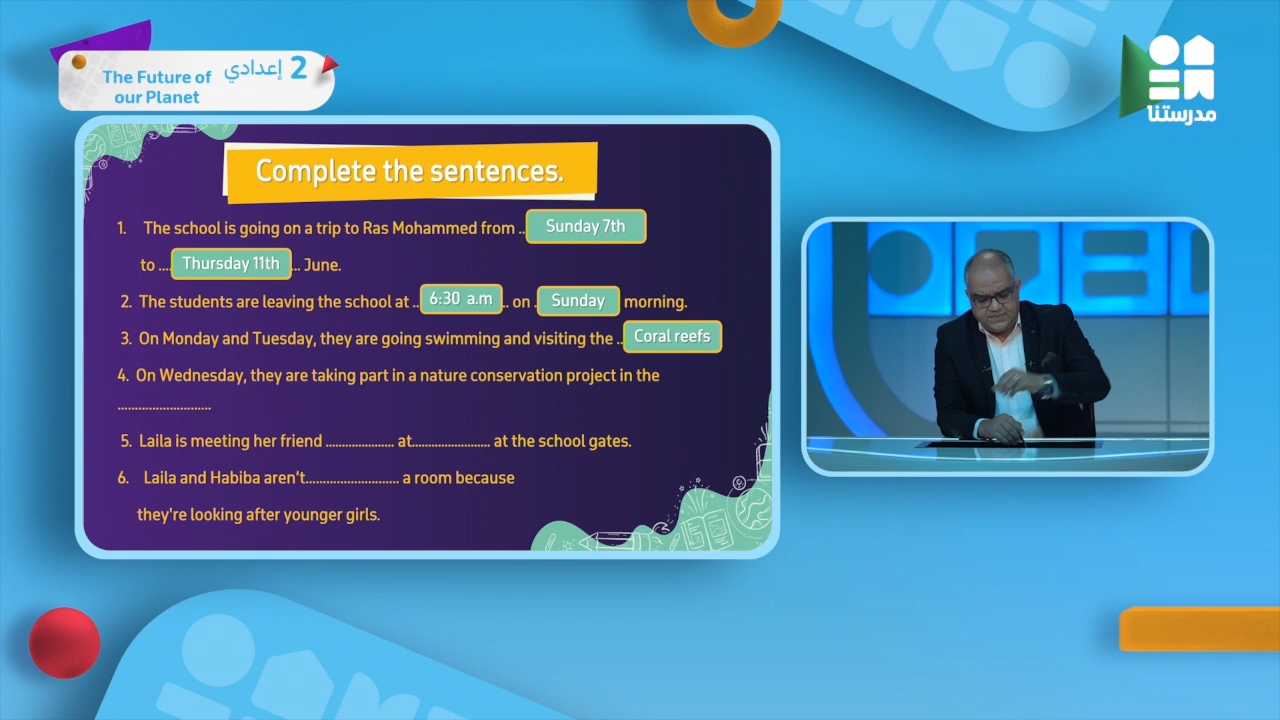 2 إعدادي
The Future of
our Planet
مدرستنا
Complete the sentences.
1. The school is going on a trip to Ras Mohammed from .. Sunday 7th
to .... Thursday 11th ... June.
2. The students are leaving the school at .. 6:30 a.m .. on . Sunday morning.
3. On Monday and Tuesday, they are going swimming and visiting the .. Coral reefs
4. On Wednesday, they are taking part in a nature conservation project in the
...........................
5. Laila is meeting her friend .................... at....................... at the school gates.
6. Laila and Habiba aren't........................... a room because
they're looking after younger girls.